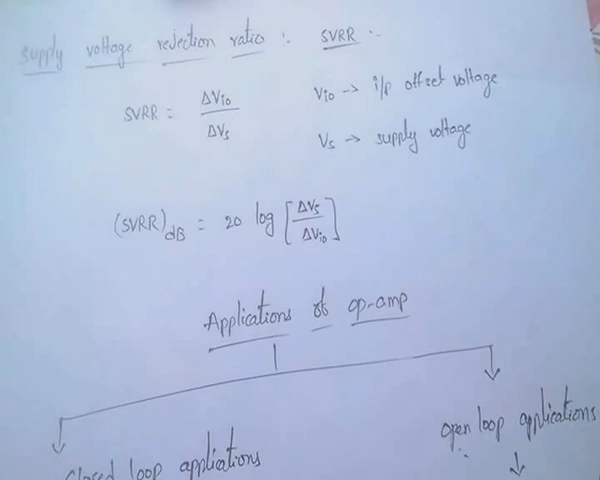 supply voltage rejection ratio :- SVRR :-
SVRR = ΔVio / ΔVs
Vio → i/p offset voltage
Vs → supply voltage
(SVRR)dB = 20 log [ΔVs / ΔVio]
Applications of op-amp
closed loop applications
open loop applications